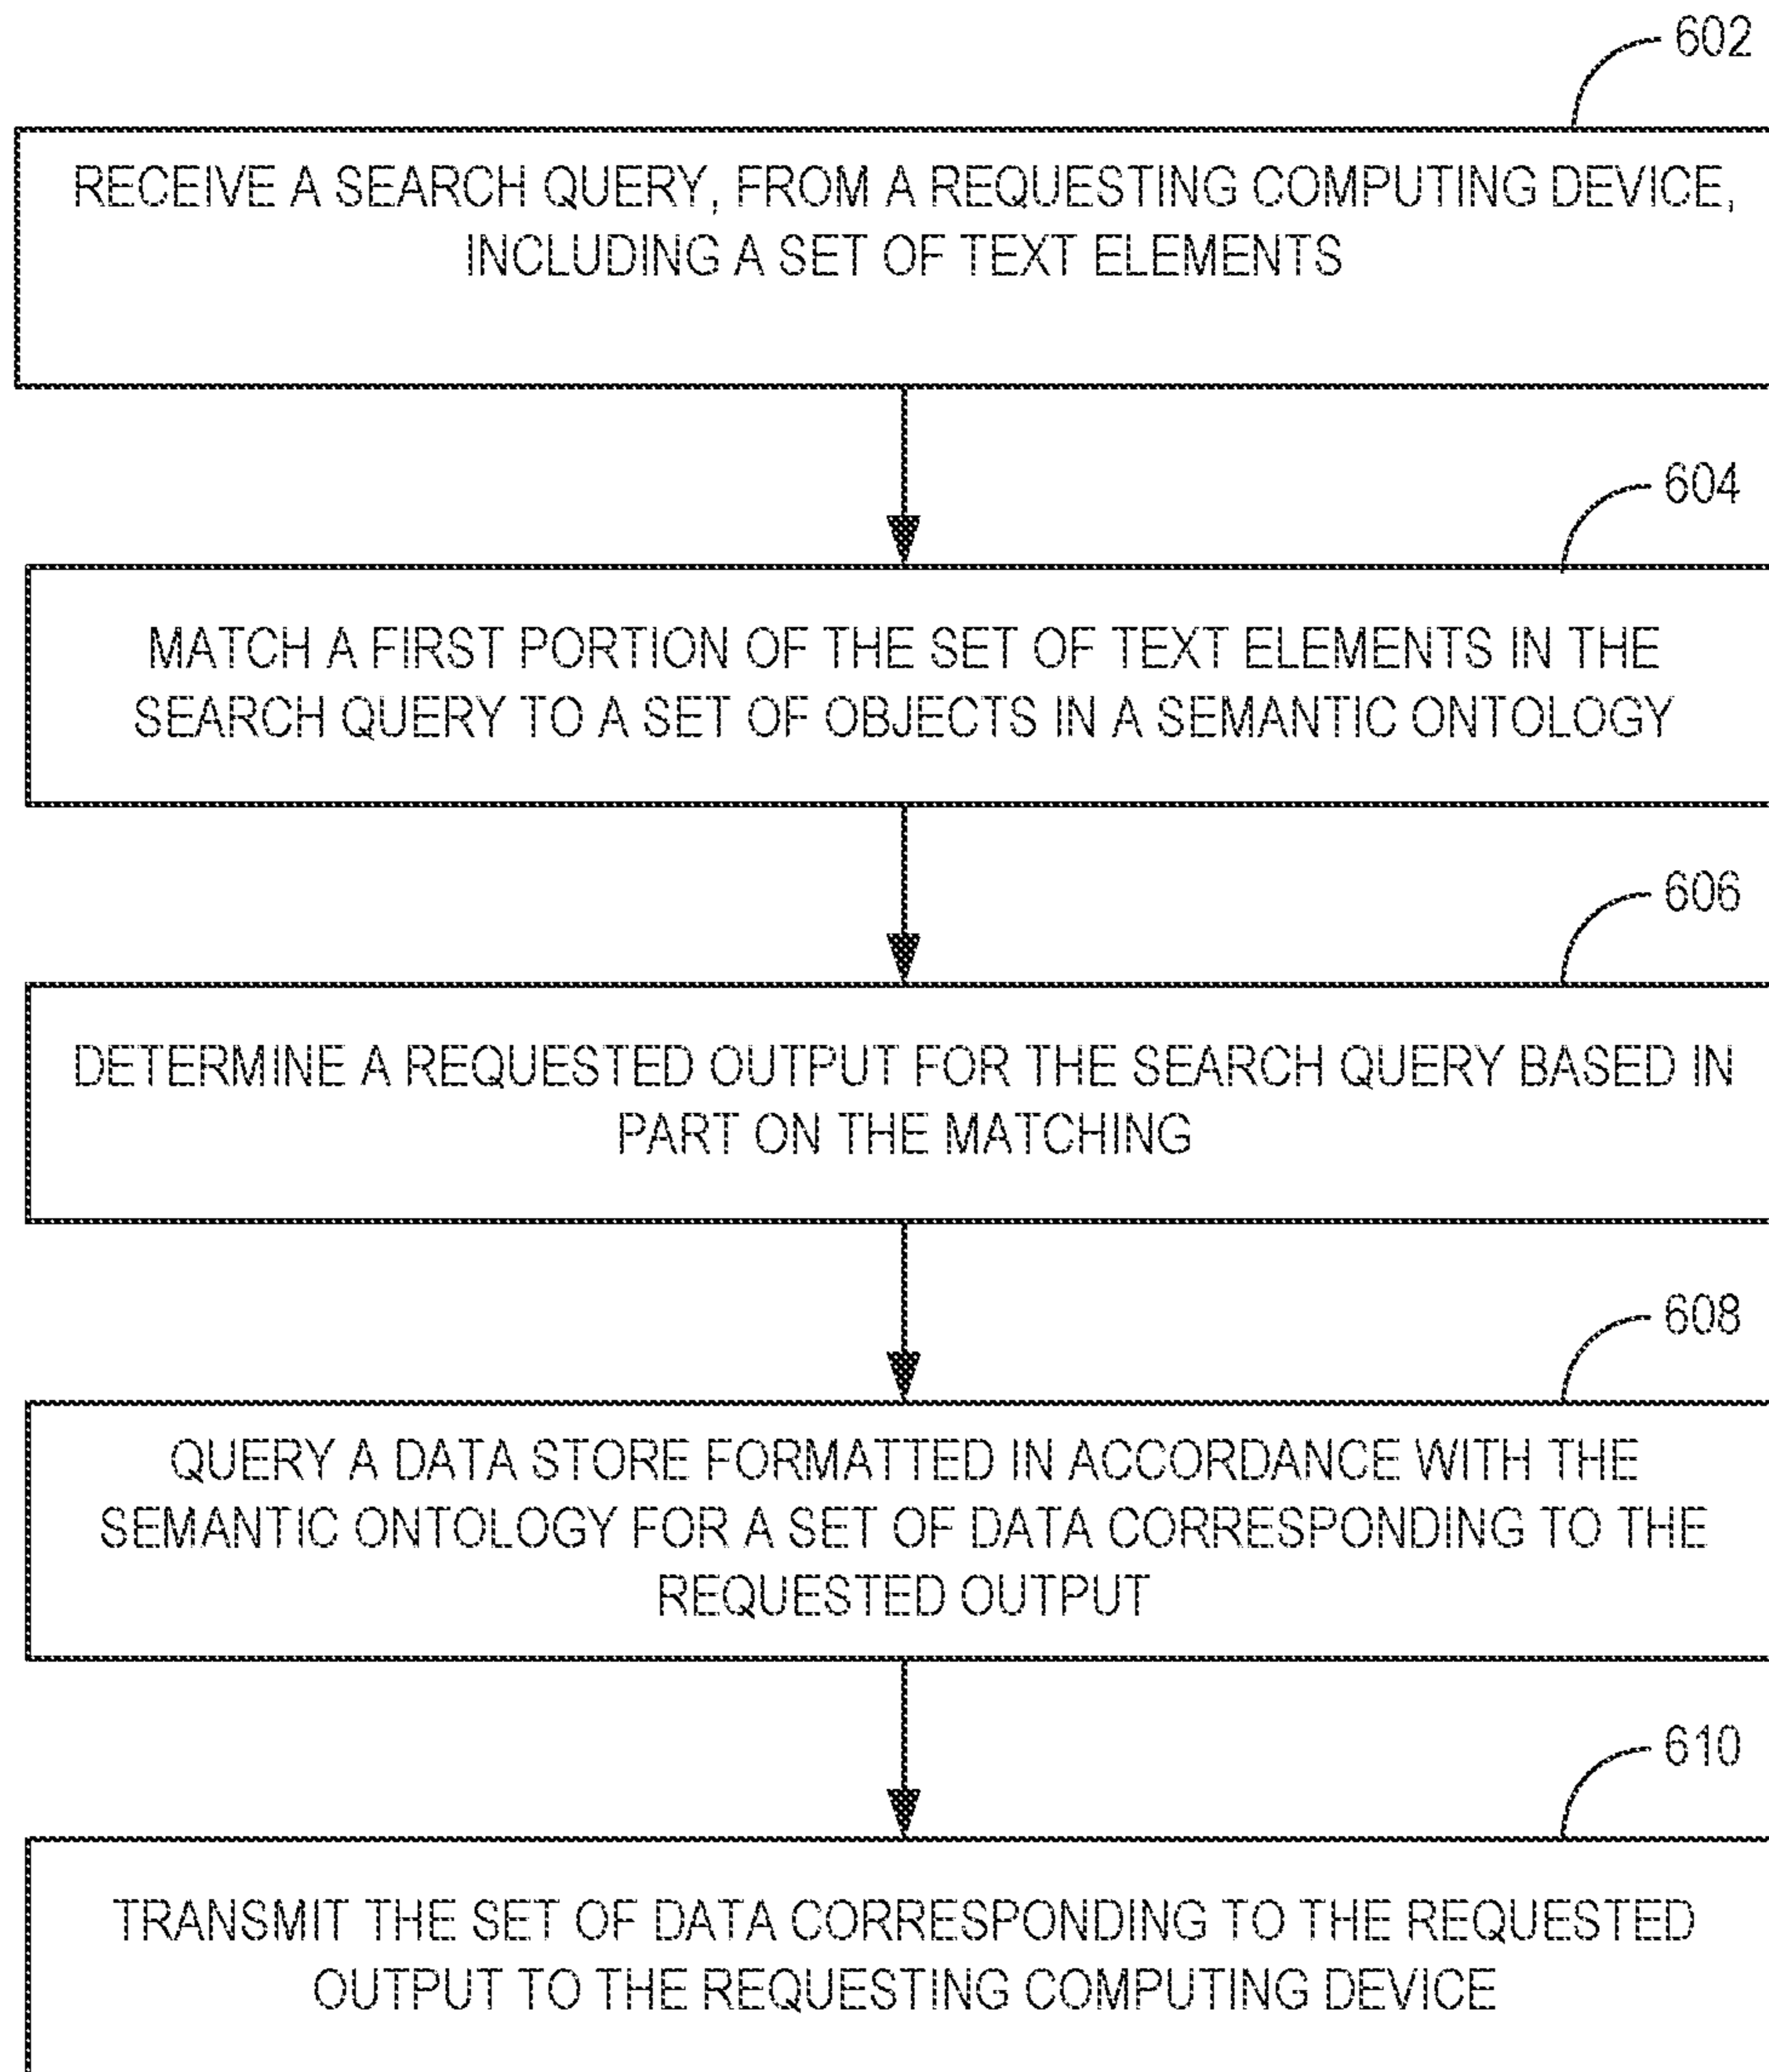 602
RECEIVE A SEARCH QUERY, FROM A REQUESTING COMPUTING DEVICE,
INCLUDING A SET OF TEXT ELEMENTS
604
MATCH A FIRST PORTION OF THE SET OF TEXT ELEMENTS IN THE
SEARCH QUERY TO A SET OF OBJECTS IN A SEMANTIC ONTOLOGY
606
DETERMINE A REQUESTED OUTPUT FOR THE SEARCH QUERY BASED IN
PART ON THE MATCHING
608
QUERY A DATA STORE FORMATTED IN ACCORDANCE WITH THE
SEMANTIC ONTOLOGY FOR A SET OF DATA CORRESPONDING TO THE
REQUESTED OUTPUT
610
TRANSMIT THE SET OF DATA CORRESPONDING TO THE REQUESTED
OUTPUT TO THE REQUESTING COMPUTING DEVICE